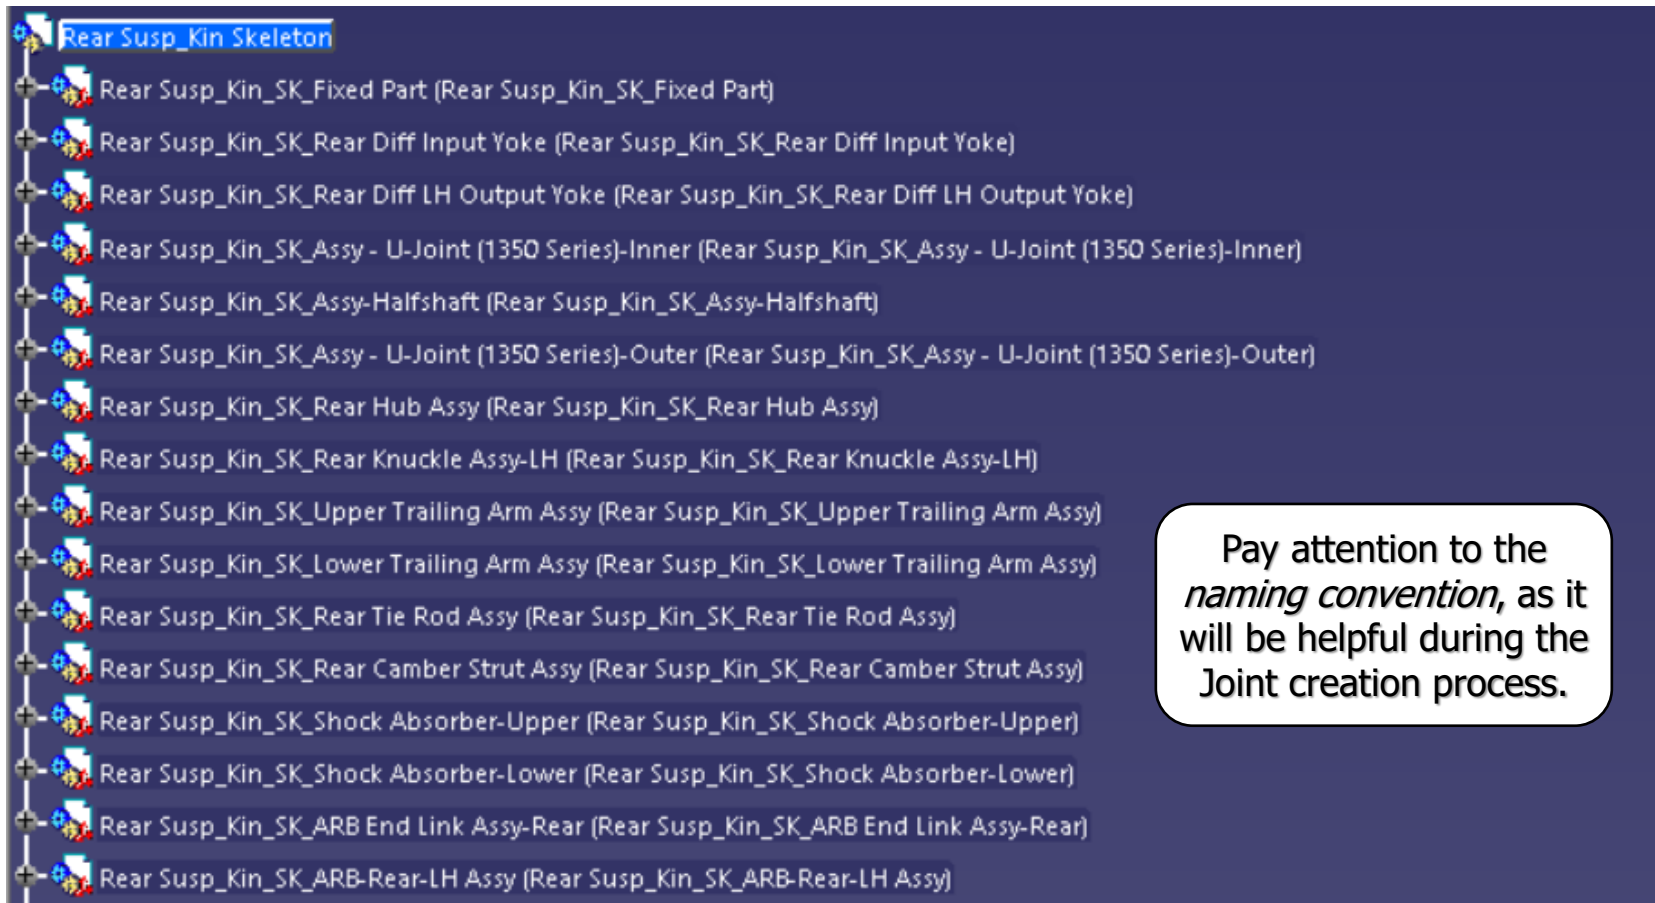 Rear Susp_Kin Skeleton
Rear Susp_Kin_SK_Fixed Part (Rear Susp_Kin_SK_Fixed Part)
Rear Susp_Kin_SK_Rear Diff Input Yoke (Rear Susp_Kin_SK_Rear Diff Input Yoke)
Rear Susp_Kin_SK_Rear Diff LH Output Yoke (Rear Susp_Kin_SK_Rear Diff LH Output Yoke)
Rear Susp_Kin_SK_Assy - U-Joint (1350 Series)-Inner (Rear Susp_Kin_SK_Assy - U-Joint (1350 Series)-Inner)
Rear Susp_Kin_SK_Assy-Halfshaft (Rear Susp_Kin_SK_Assy-Halfshaft)
Rear Susp_Kin_SK_Assy - U-Joint (1350 Series)-Outer (Rear Susp_Kin_SK_Assy - U-Joint (1350 Series)-Outer)
Rear Susp_Kin_SK_Rear Hub Assy (Rear Susp_Kin_SK_Rear Hub Assy)
Rear Susp_Kin_SK_Rear Knuckle Assy-LH (Rear Susp_Kin_SK_Rear Knuckle Assy-LH)
Rear Susp_Kin_SK_Upper Trailing Arm Assy (Rear Susp_Kin_SK_Upper Trailing Arm Assy)
Rear Susp_Kin_SK_Lower Trailing Arm Assy (Rear Susp_Kin_SK_Lower Trailing Arm Assy)
Rear Susp_Kin_SK_Rear Tie Rod Assy (Rear Susp_Kin_SK_Rear Tie Rod Assy)
Rear Susp_Kin_SK_Rear Camber Strut Assy (Rear Susp_Kin_SK_Rear Camber Strut Assy)
Rear Susp_Kin_SK_Shock Absorber-Upper (Rear Susp_Kin_SK_Shock Absorber-Upper)
Rear Susp_Kin_SK_Shock Absorber-Lower (Rear Susp_Kin_SK_Shock Absorber-Lower)
Rear Susp_Kin_SK_ARB End Link Assy-Rear (Rear Susp_Kin_SK_ARB End Link Assy-Rear)
Rear Susp_Kin_SK_ARB-Rear-LH Assy (Rear Susp_Kin_SK_ARB-Rear-LH Assy)
Pay attention to the
naming convention, as it
will be helpful during the
Joint creation process.